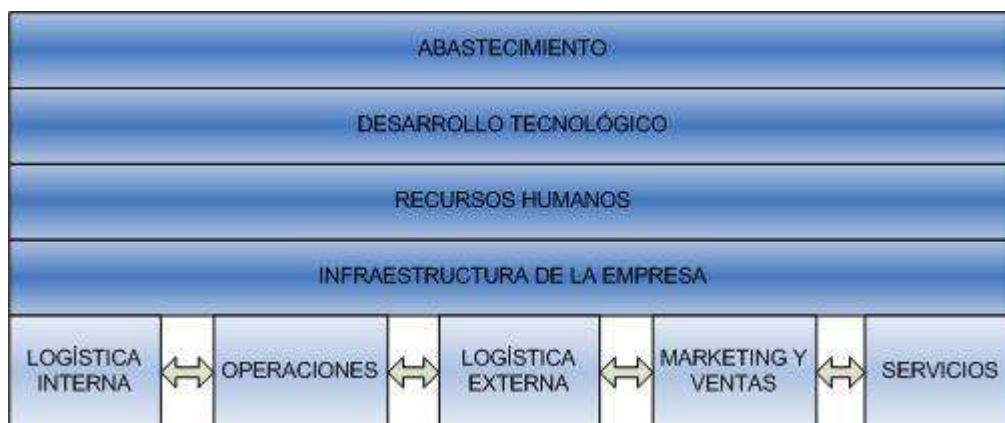 ABASTECIMIENTO
DESARROLLO TECNOLÓGICO
RECURSOS HUMANOS
INFRAESTRUCTURA DE LA EMPRESA
LOGÍSTICA
INTERNA
OPERACIONES
LOGÍSTICA
EXTERNA
MARKETING Y
VENTAS
SERVICIOS